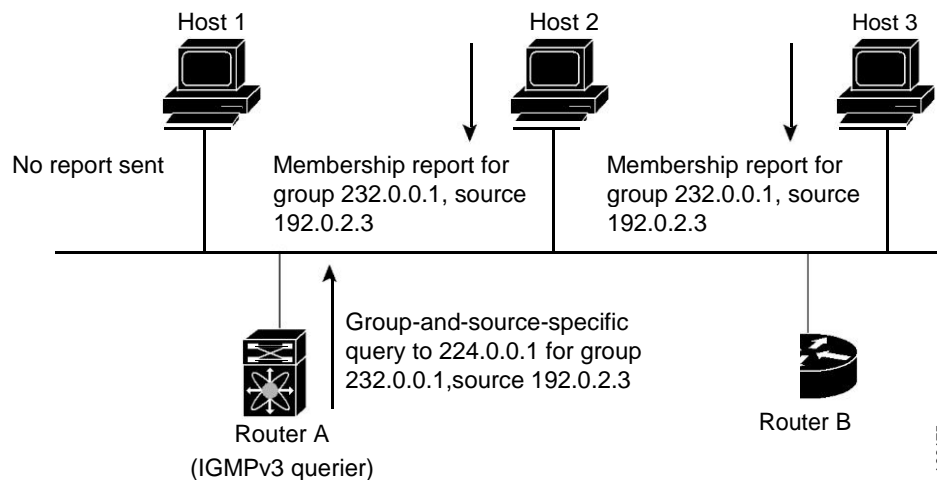 Host 1
Host 2
Host 3
No report sent
Membership report for
group 232.0.0.1, source
192.0.2.3
Membership report for
group 232.0.0.1, source
192.0.2.3
Group-and-source-specific
query to 224.0.0.1 for group
232.0.0.1,source 192.0.2.3
Router A
(IGMPv3 querier)
Router B